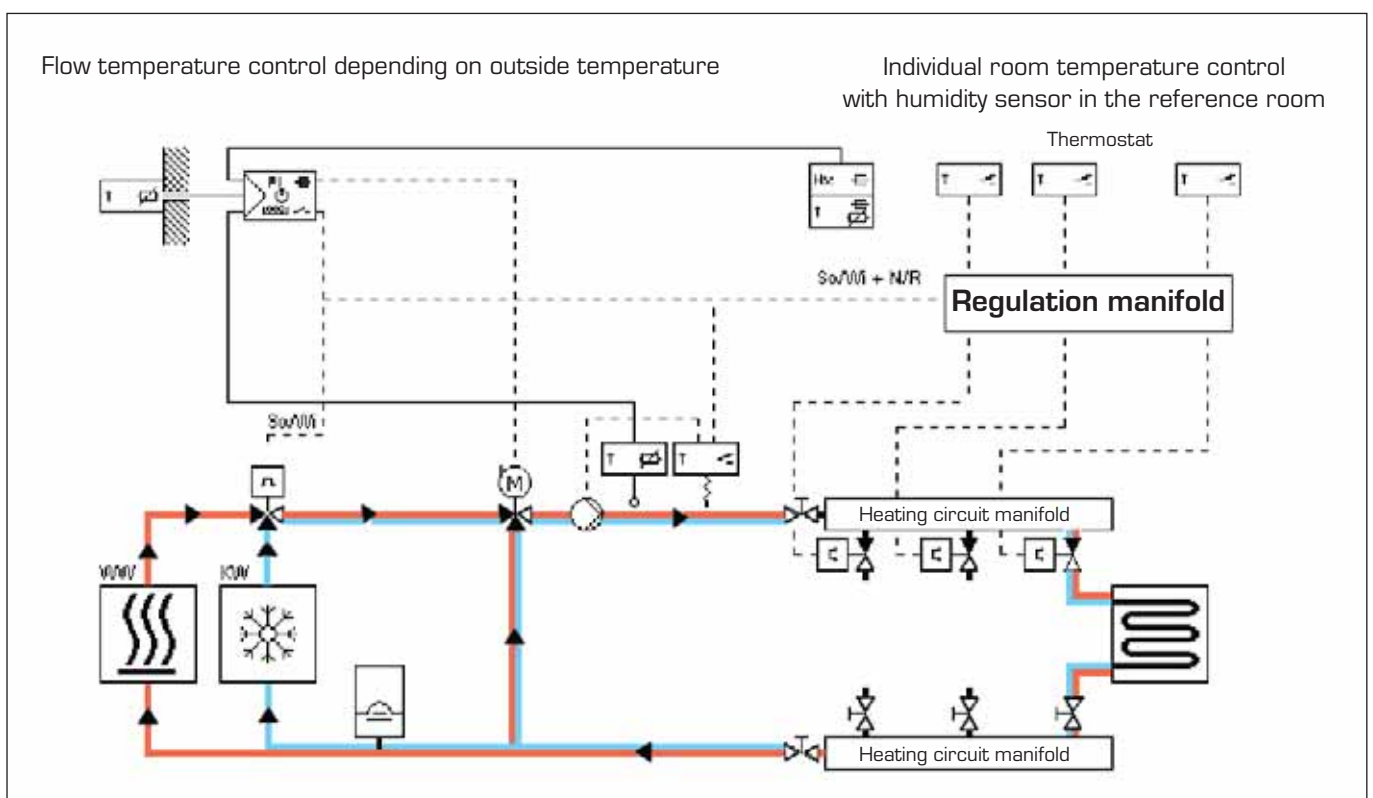 Flow temperature control depending on outside temperature
Individual room temperature control
with humidity sensor in the reference room
Thermostat
T
PI
T
T
T
T
So/Wi + N/R
Regulation manifold
So/Wi
T
T
M
Heating circuit manifold
WW
KW
Heating circuit manifold